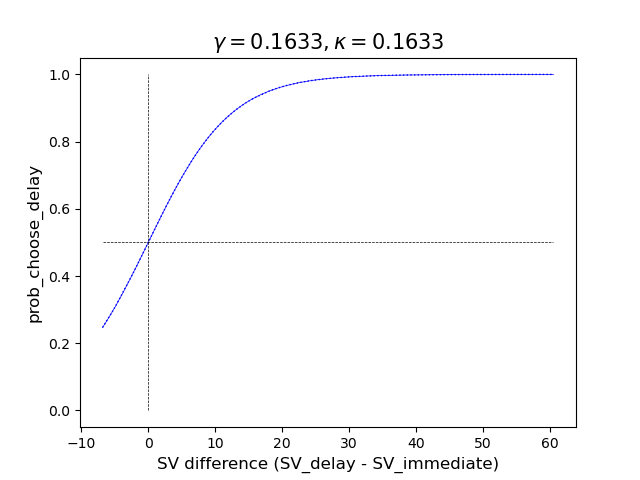 γ = 0.1633, κ = 0.1633
1.0
0.8
0.6
0.4
0.2
0.0
prob_choose_delay
−10 0 10 20 30 40 50 60
SV difference (SV_delay - SV_immediate)